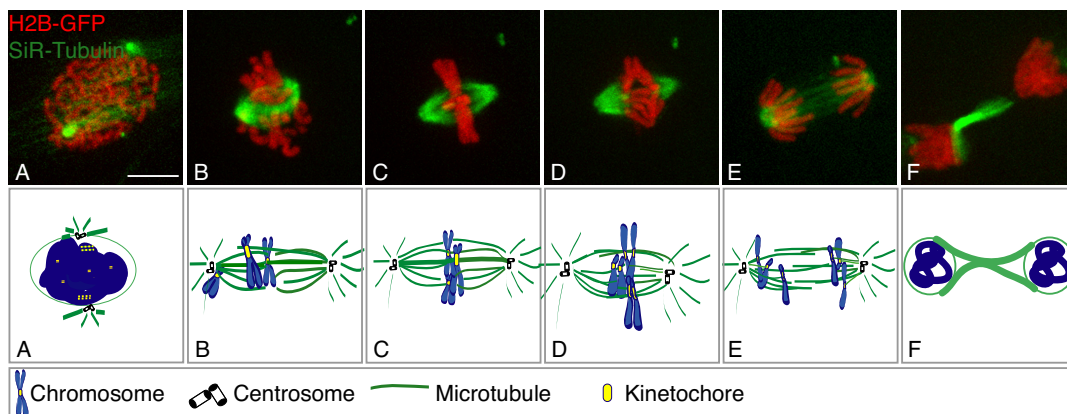 H2B-GFP
SiR-Tubulin
A B C D E F
A B C D E F
Chromosome Centrosome Microtubule Kinetochore